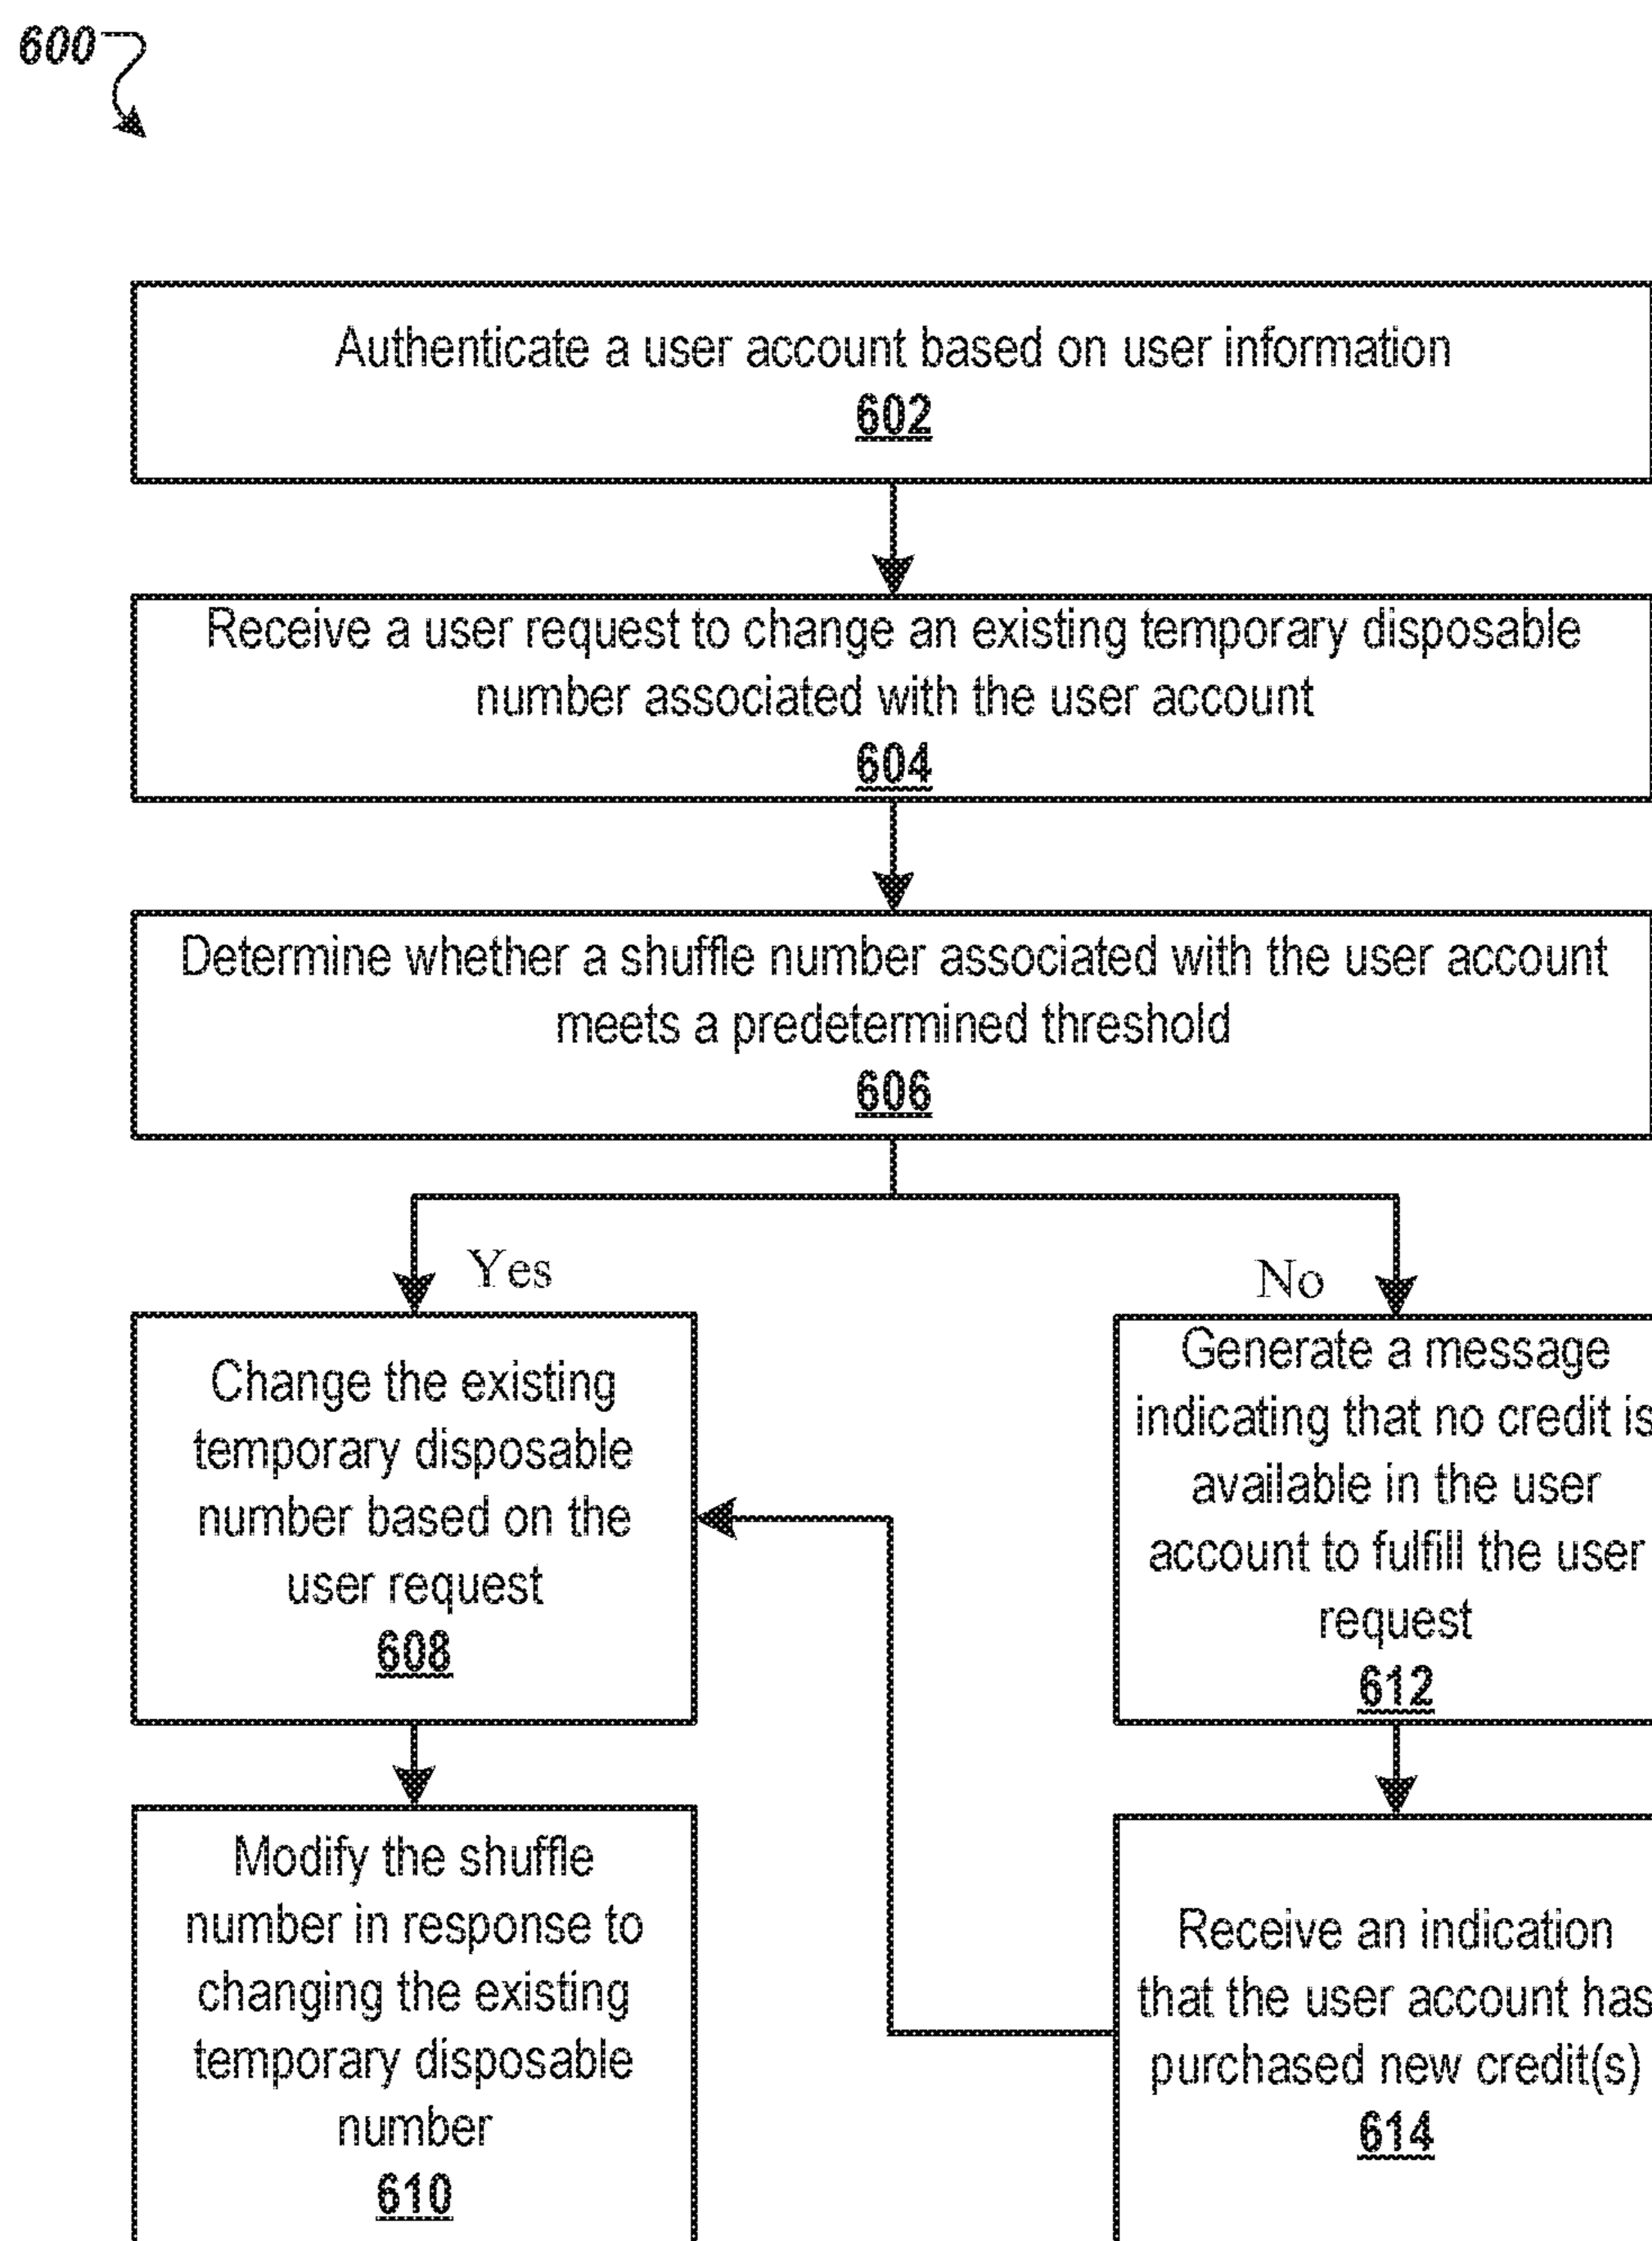 600
Authenticate a user account based on user information
602
Receive a user request to change an existing temporary disposable
number associated with the user account
604
Determine whether a shuffle number associated with the user account
meets a predetermined threshold
606
Yes
No
Change the existing
temporary disposable
number based on the
user request
608
Generate a message
indicating that no credit is
available in the user
account to fulfill the user
request
612
Modify the shuffle
number in response to
changing the existing
temporary disposable
number
610
Receive an indication
that the user account has
purchased new credit(s)
614